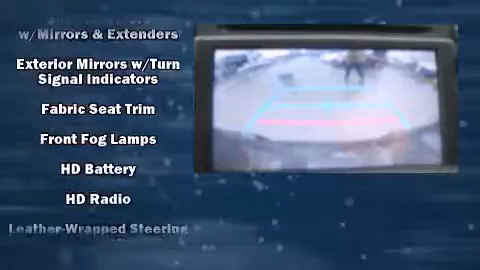 w/Mirrors & Extenders
Exterior Mirrors w/Turn
Signal Indicators
Fabric Seat Trim
Front Fog Lamps
HD Battery
HD Radio
Leather-Wrapped Steering